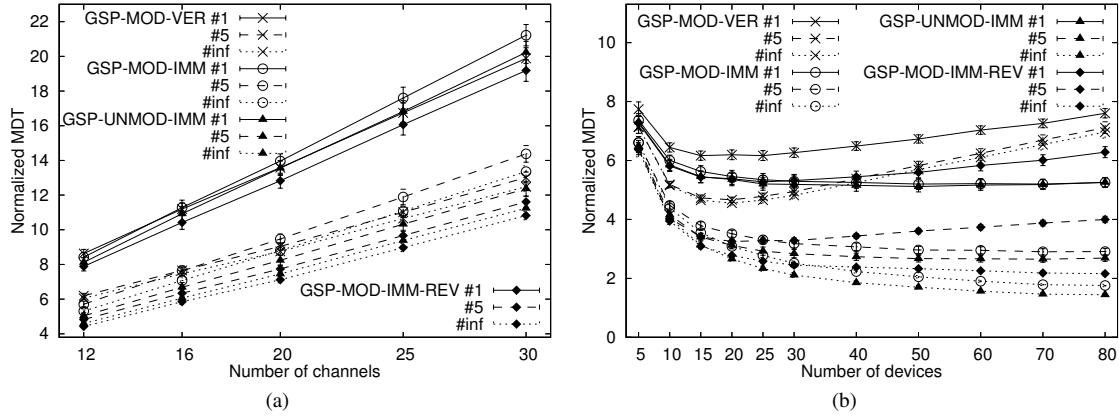 GSP-MOD-VER #1
#5
#inf
GSP-MOD-IMM #1
#5
#inf
GSP-UNMOD-IMM #1
#5
#inf
GSP-MOD-IMM-REV #1
#5
#inf
Normalized MDT
22
20
18
16
14
12
10
8
6
4
12
16
20
25
30
Number of channels
(a)
GSP-MOD-VER #1
#5
#inf
GSP-MOD-IMM #1
#5
#inf
GSP-UNMOD-IMM #1
#5
#inf
GSP-MOD-IMM-REV #1
#5
#inf
Normalized MDT
10
8
6
4
2
0
5
10
15
20
25
30
40
50
60
70
80
Number of devices
(b)